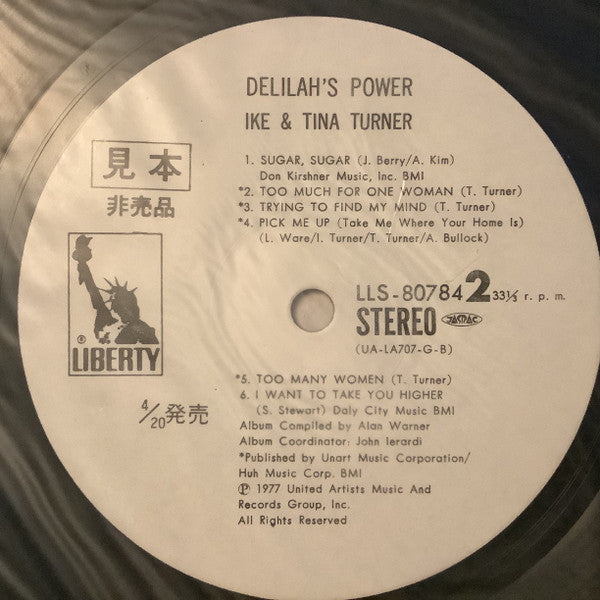 DELILAH'S POWER
IKE & TINA TURNER
見本
非売品
1. SUGAR, SUGAR (J. Berry/A. Kim)
Don Kirshner Music, Inc. BMI
*2. TOO MUCH FOR ONE WOMAN (T. Turner)
*3. TRYING TO FIND MY MIND (T. Turner)
*4. PICK ME UP (Take Me Where Your Home Is)
(L. Ware/I. Turner/T. Turner/A. Bullock)
® LIBERTY
LLS-80784 2 33⅓ r. p. m.
STEREO JASRAC
(UA-LA707-G-B)
4/20発売
*5. TOO MANY WOMEN (T. Turner)
6. I WANT TO TAKE YOU HIGHER
(S. Stewart) Daly City Music BMI
Album Compiled by Alan Warner
Album Coordinator: John Ierardi
*Published by Unart Music Corporation/
Huh Music Corp. BMI
℗ 1977 United Artists Music And
Records Group, Inc.
All Rights Reserved